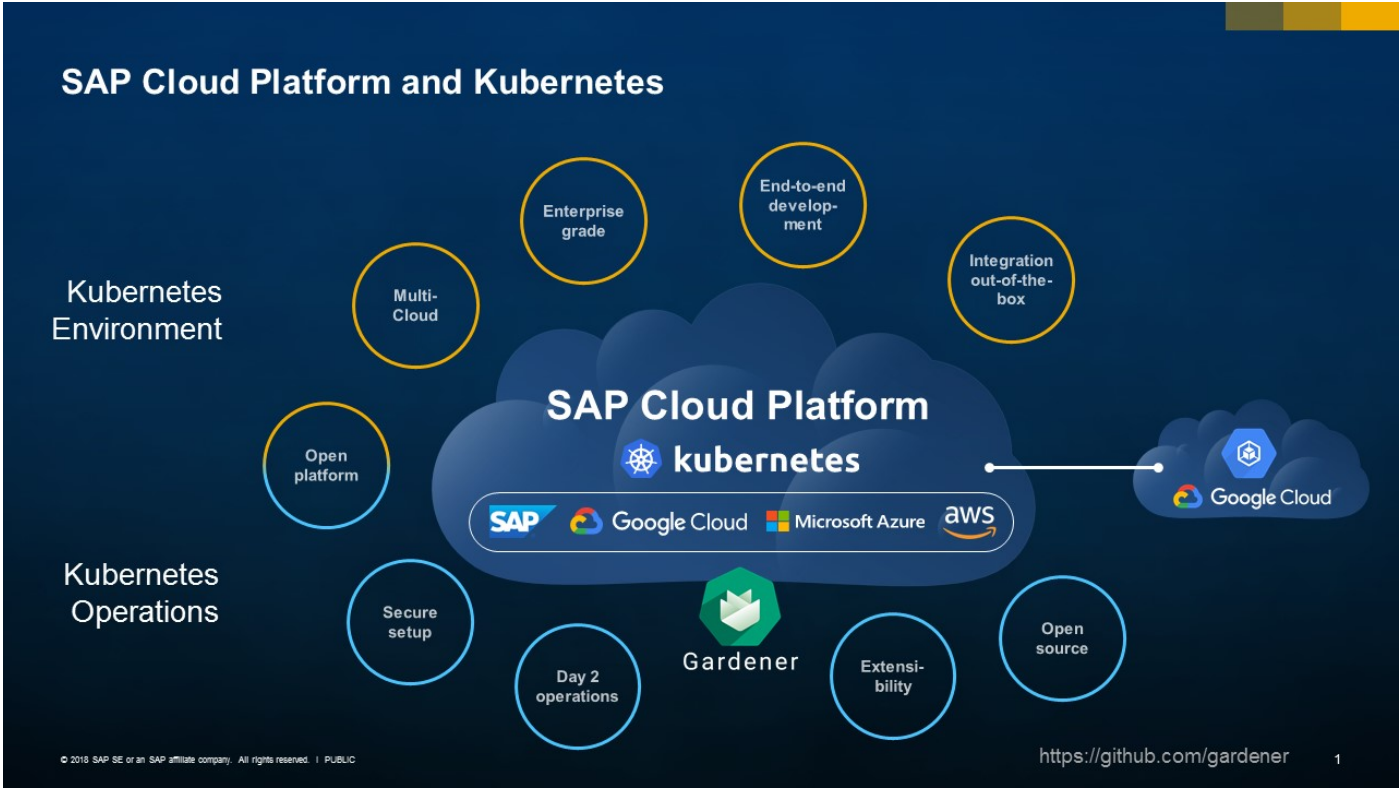 SAP Cloud Platform and Kubernetes
End-to-end
develop-
ment
Enterprise
grade
Integration
out-of-the-
box
Multi-
Cloud
Kubernetes
Environment
SAP Cloud Platform
kubernetes
Open
platform
Google Cloud
SAP
Google Cloud
Microsoft Azure
aws
Kubernetes
Operations
Secure
setup
Gardener
Open
source
Day 2
operations
Extensi-
bility
© 2018 SAP SE or an SAP affiliate company. All rights reserved. I PUBLIC
https://github.com/gardener
1